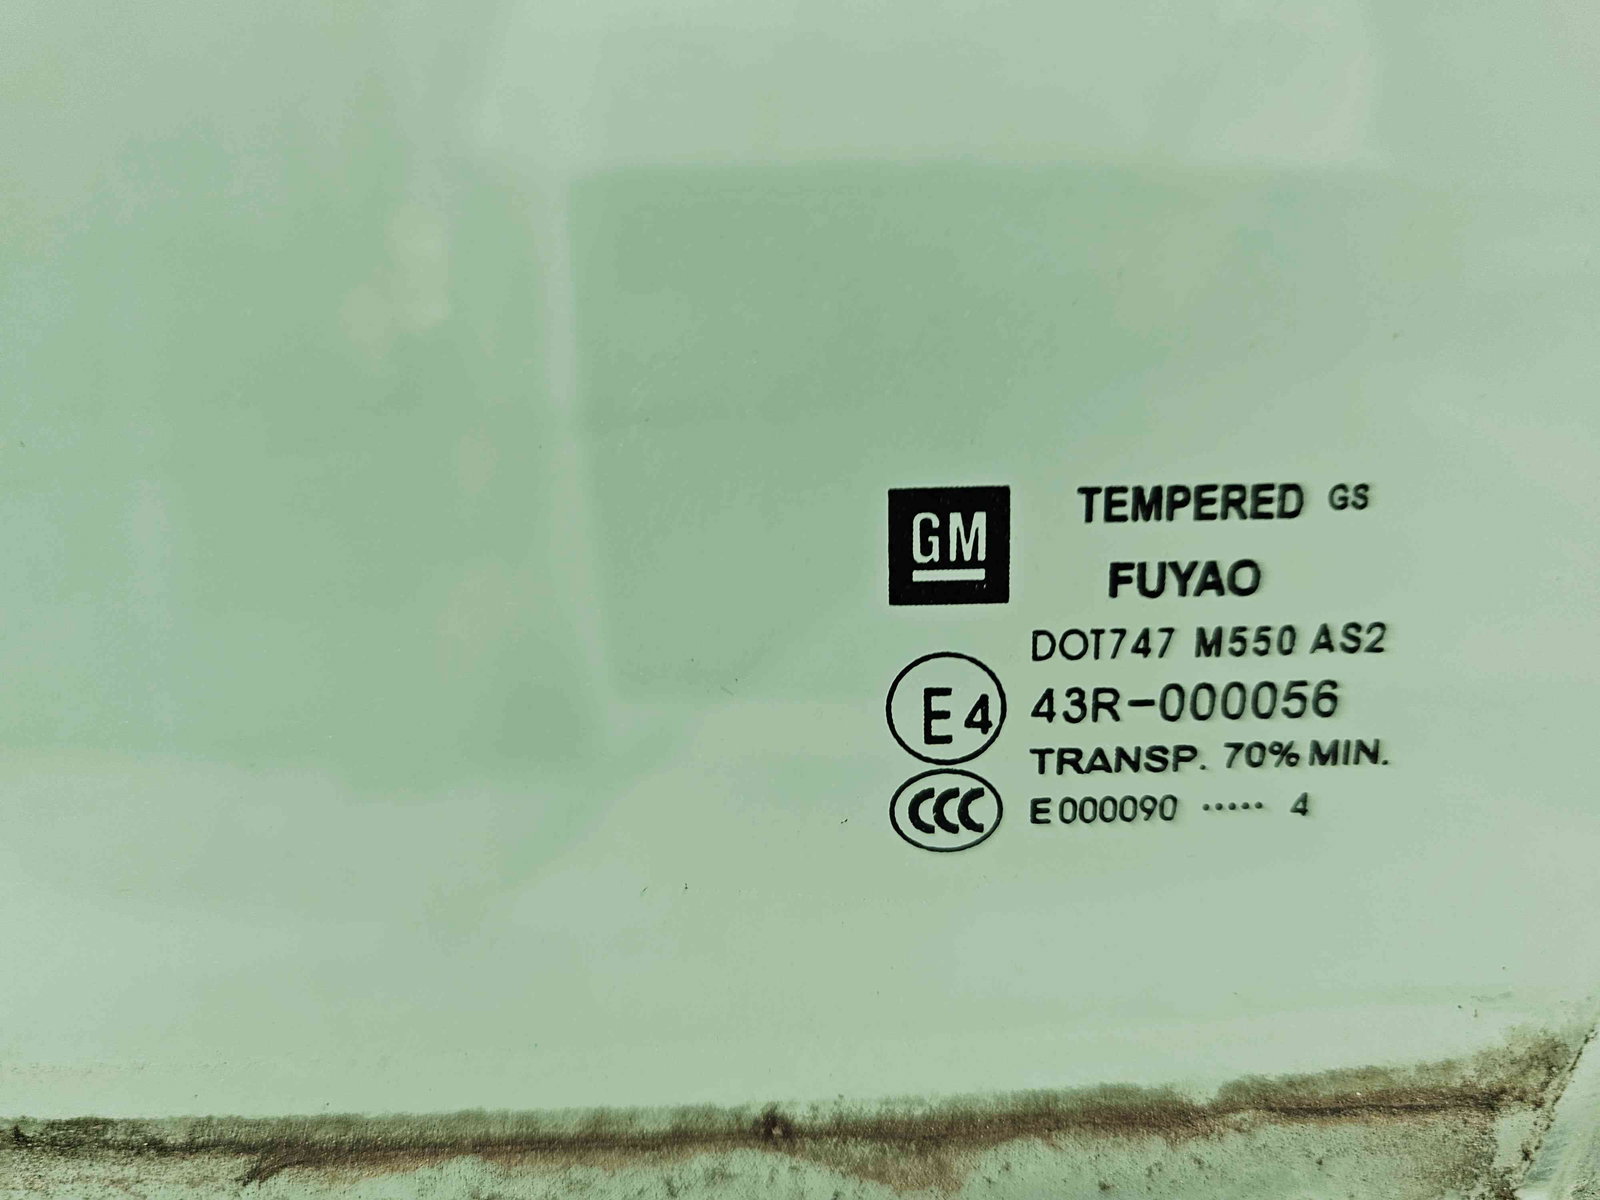 GM
TEMPERED GS
FUYAO
DOT747 M550 AS2
E4 43R-000056
TRANSP. 70% MIN.
CCC E000090 ····· 4